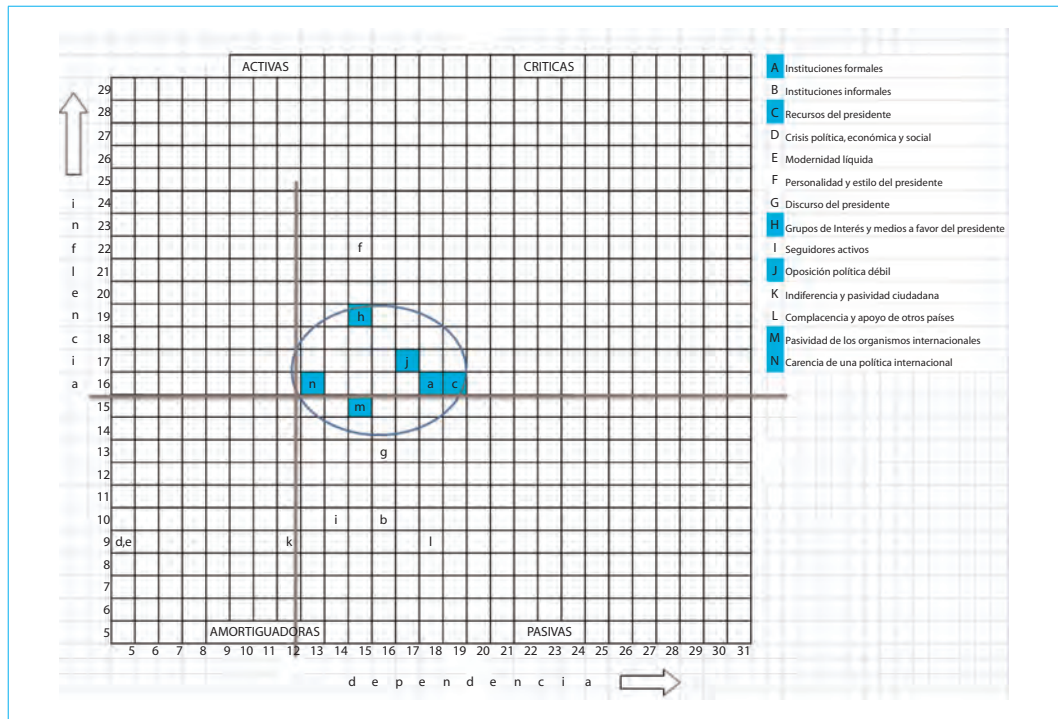 ACTIVAS CRITICAS
29
28
27
26
25
i 24
n 23
f 22 f
l 21
e 20
n 19 h
c 18
i 17 j
a 16 n a c
15 m
14
13 g
12
11
10 i b
9 d,e k l
8
7
6
5 AMORTIGUADORAS PASIVAS
5 6 7 8 9 10 11 12 13 14 15 16 17 18 19 20 21 22 23 24 25 26 27 28 29 30 31
d e p e n d e n c i a
A Instituciones formales
B Instituciones informales
C Recursos del presidente
D Crisis política, económica y social
E Modernidad líquida
F Personalidad y estilo del presidente
G Discurso del presidente
H Grupos de Interés y medios a favor del presidente
I Seguidores activos
J Oposición política débil
K Indiferencia y pasividad ciudadana
L Complacencia y apoyo de otros países
M Pasividad de los organismos internacionales
N Carencia de una política internacional